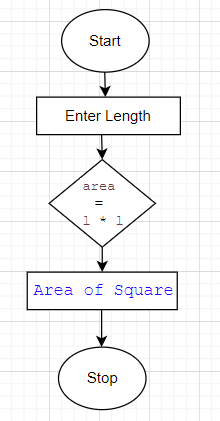 Start
Enter Length
area
=
l * l
Area of Square
Stop